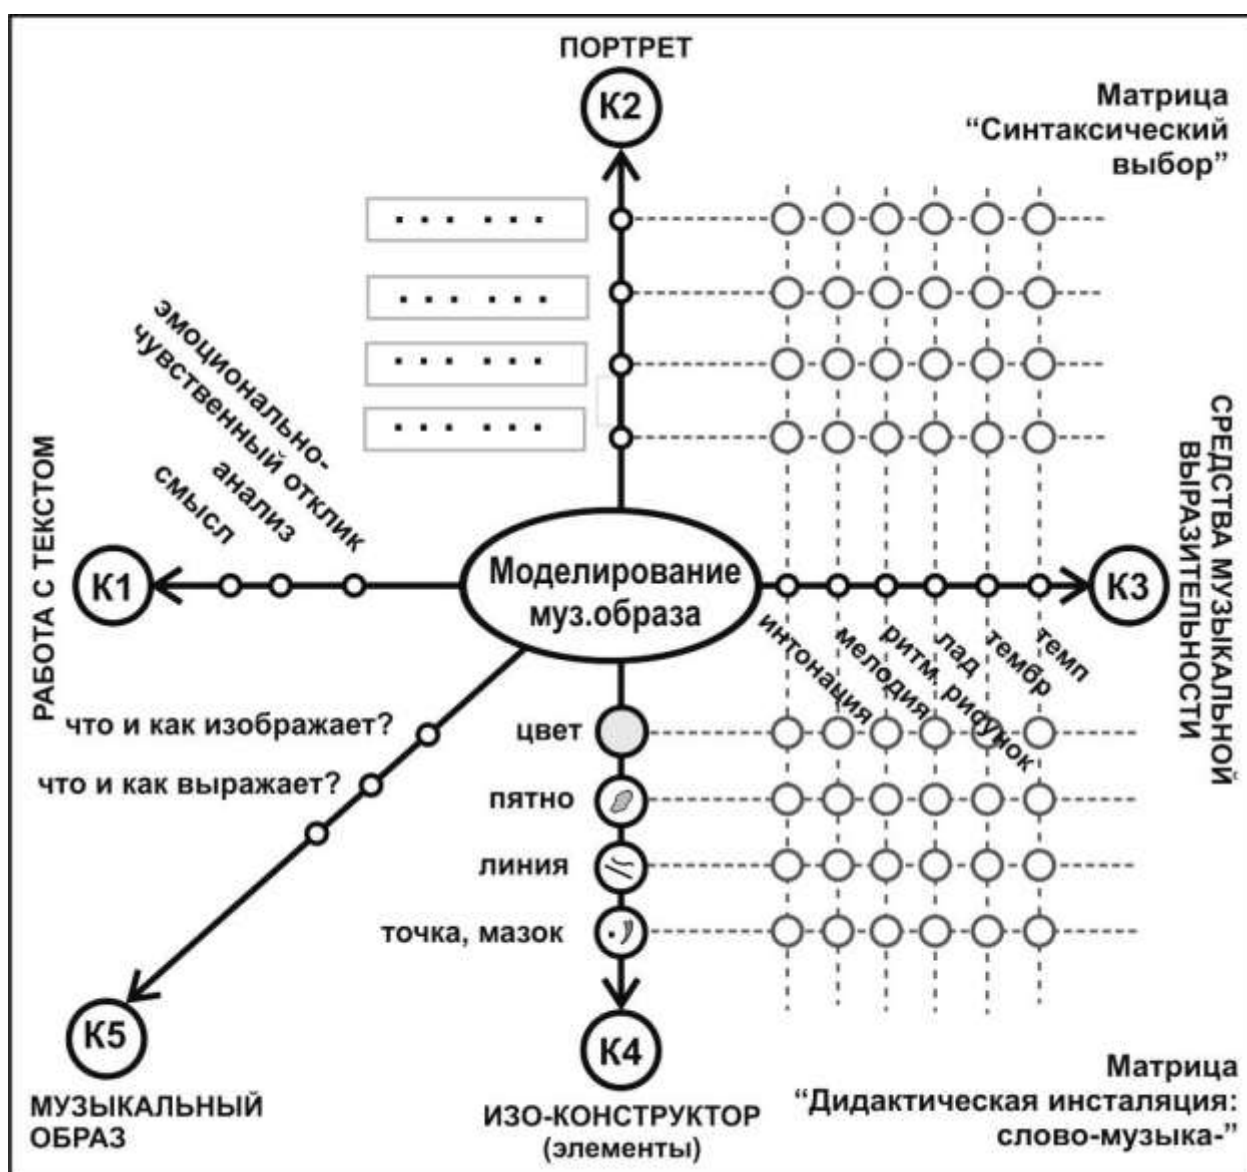 ПОРТРЕТ
К2
Матрица
“Синтаксический
выбор”
. . . . . .
. . . . . .
. . . . . .
. . . . . .
эмоционально-
чувственный отклик
анализ
смысл
РАБОТА С ТЕКСТОМ
К1
Моделирование
муз.образа
К3
СРЕДСТВА МУЗЫКАЛЬНОЙ
ВЫРАЗИТЕЛЬНОСТИ
интонация
мелодия
ритм. рисунок
лад
тембр
темп
что и как изображает?
что и как выражает?
цвет
пятно
линия
точка, мазок
К5
МУЗЫКАЛЬНЫЙ
ОБРАЗ
К4
ИЗО-КОНСТРУКТОР
(элементы)
Матрица
“Дидактическая инсталяция:
слово-музыка-”